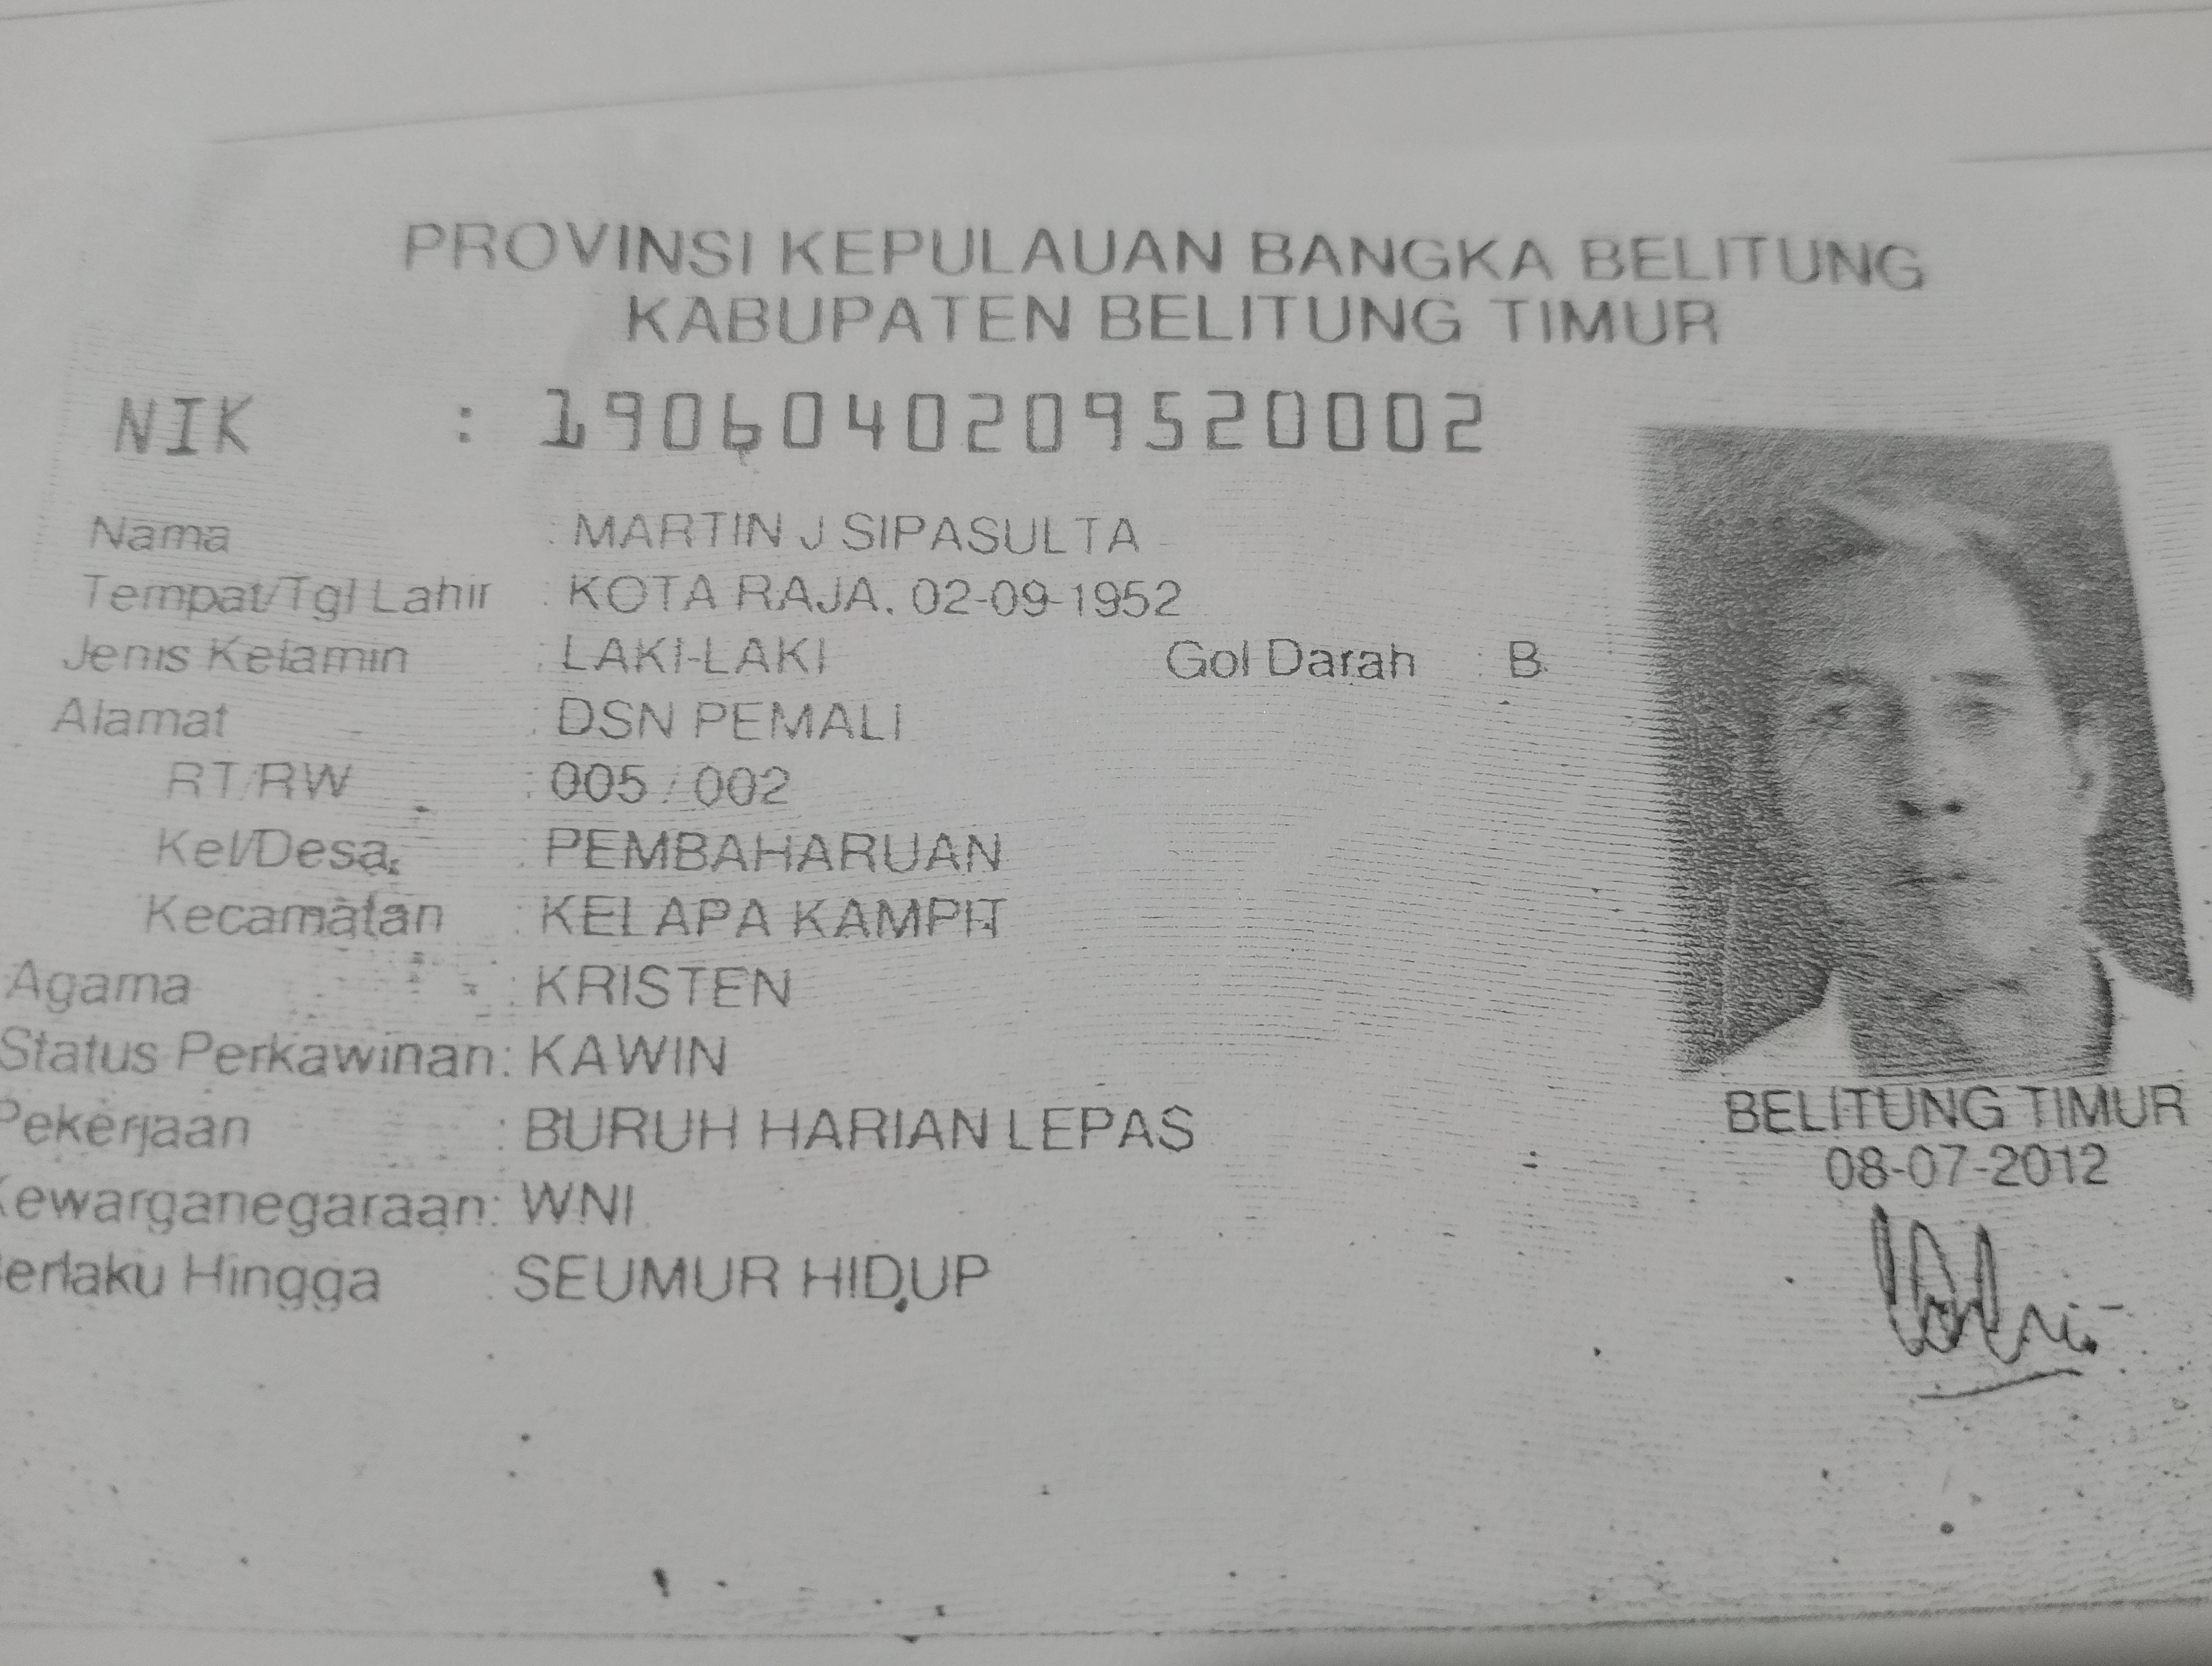 PROVINSI KEPULAUAN BANGKA BELITUNG
KABUPATEN BELITUNG TIMUR
NIK : 1906040209520002
Nama : MARTIN J SIPASULTA
Tempat/Tgl Lahir : KOTA RAJA, 02-09-1952
Jenis Kelamin : LAKI-LAKI Gol Darah : B
Alamat : DSN PEMALI
RT/RW : 005 / 002
Kel/Desa : PEMBAHARUAN
Kecamatan : KELAPA KAMPIT
Agama : KRISTEN
Status Perkawinan: KAWIN
Pekerjaan : BURUH HARIAN LEPAS
Kewarganegaraan: WNI
Berlaku Hingga : SEUMUR HIDUP
BELITUNG TIMUR
08-07-2012